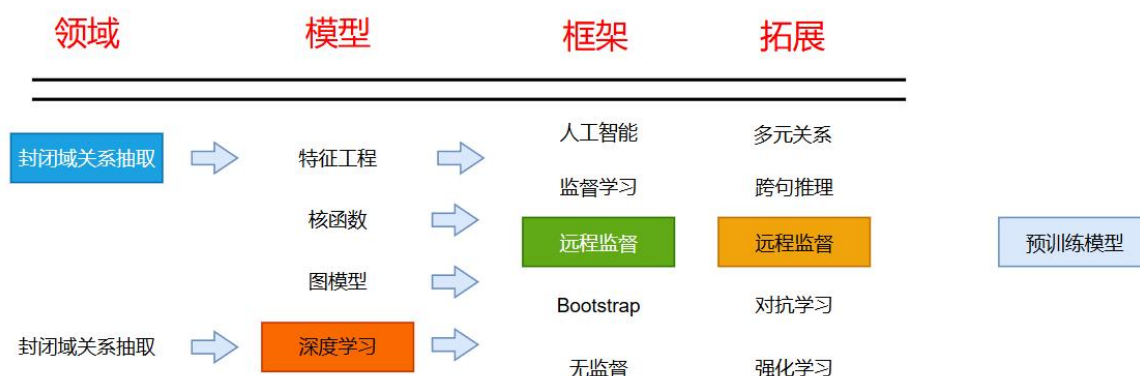 领域 模型 框架 拓展
人工智能 多元关系
封闭域关系抽取 特征工程
监督学习 跨句推理
核函数
远程监督 远程监督 预训练模型
图模型
Bootstrap 对抗学习
封闭域关系抽取 深度学习
无监督 强化学习